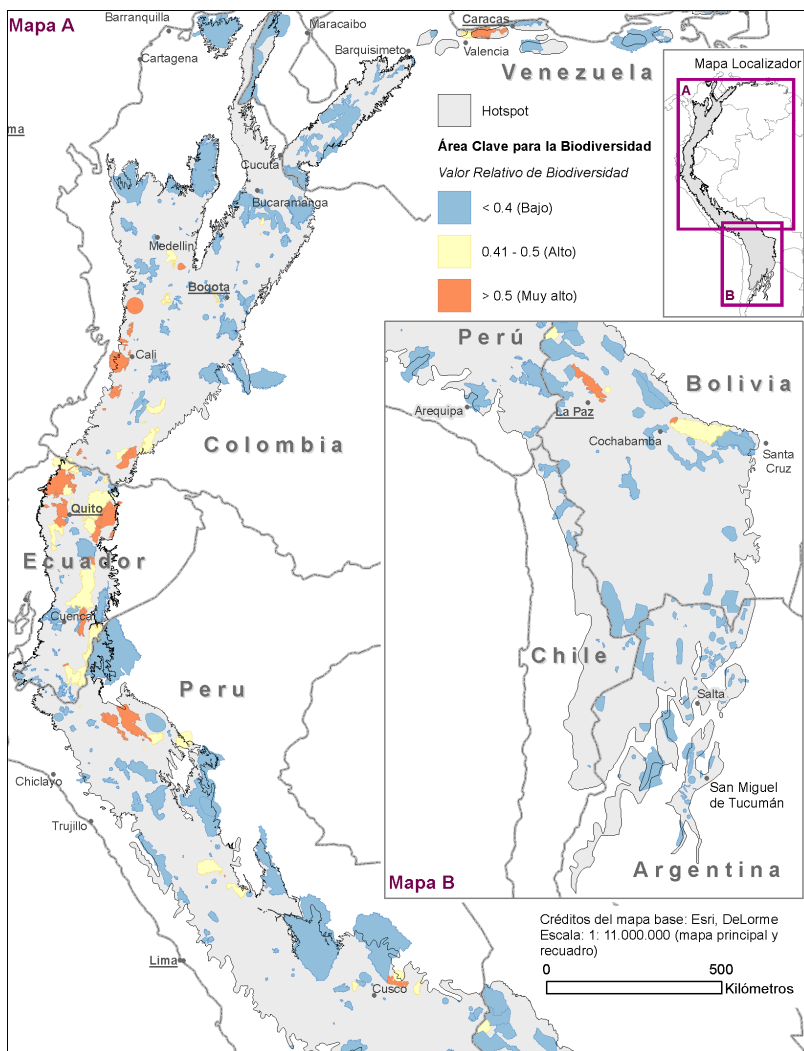 Mapa A
Barranquilla
Cartagena
Maracaibo
Barquisimeto
Caracas
Valencia
Venezuela
ma
Cucuta
Bucaramanga
Medellin
Bogota
Cali
Colombia
Quito
Ecuador
Cuenca
Peru
Chiclayo
Trujillo
Lima
Cusco
Hotspot
Área Clave para la Biodiversidad
Valor Relativo de Biodiversidad
< 0.4 (Bajo)
0.41 - 0.5 (Alto)
> 0.5 (Muy alto)
Mapa Localizador
A
B
Perú
Bolivia
Arequipa
La Paz
Cochabamba
Santa
Cruz
Chile
Salta
San Miguel
de Tucumán
Argentina
Mapa B
Créditos del mapa base: Esri, DeLorme
Escala: 1: 11.000.000 (mapa principal y
recuadro)
0 500
Kilómetros